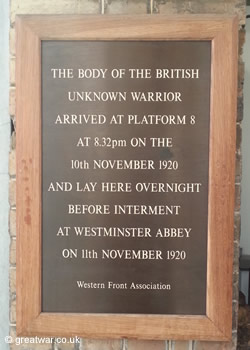 THE BODY OF THE BRITISH
UNKNOWN WARRIOR
ARRIVED AT PLATFORM 8
AT 8.32pm ON THE
10th NOVEMBER 1920
AND LAY HERE OVERNIGHT
BEFORE INTERMENT
AT WESTMINSTER ABBEY
ON 11th NOVEMBER 1920
Western Front Association
© greatwar.co.uk